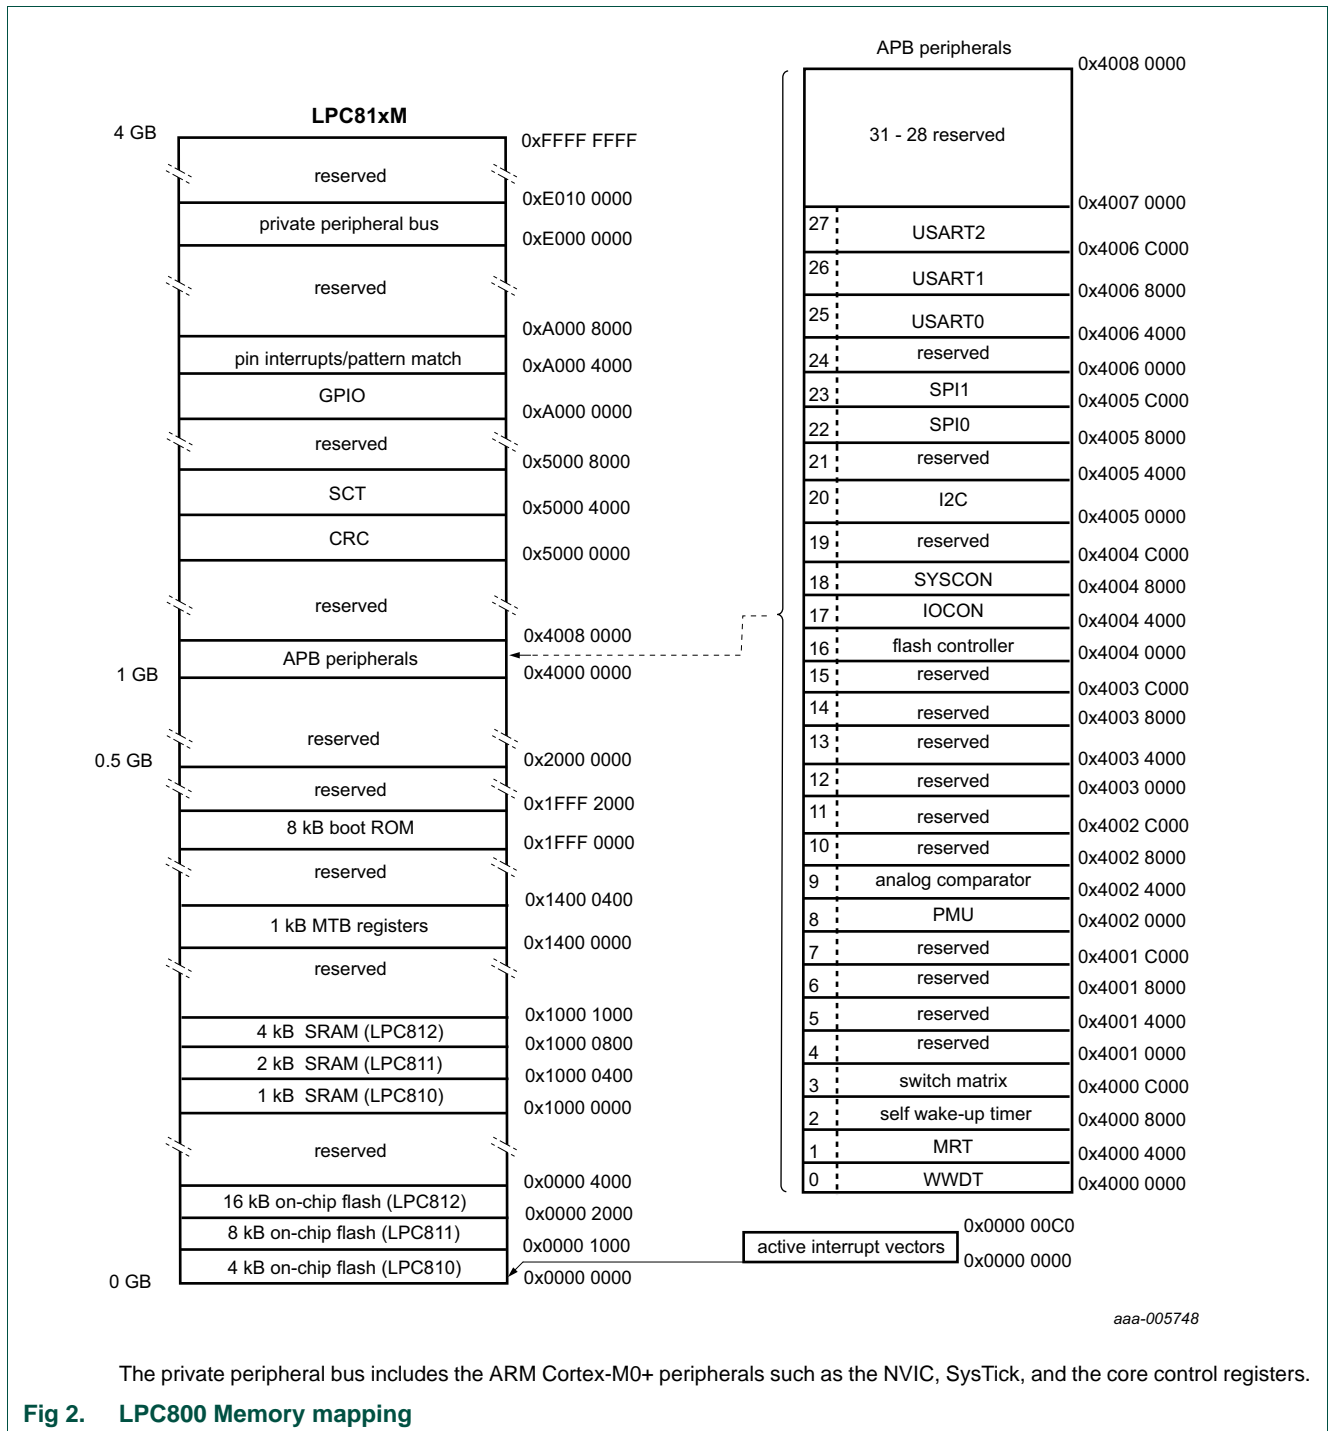 LPC81xM
4 GB
0xFFFF FFFF
reserved
0xE010 0000
private peripheral bus
0xE000 0000
reserved
0xA000 8000
pin interrupts/pattern match
0xA000 4000
GPIO
0xA000 0000
reserved
0x5000 8000
SCT
0x5000 4000
CRC
0x5000 0000
reserved
0x4008 0000
APB peripherals
1 GB
0x4000 0000
reserved
0.5 GB
0x2000 0000
reserved
0x1FFF 2000
8 kB boot ROM
0x1FFF 0000
reserved
0x1400 0400
1 kB MTB registers
0x1400 0000
reserved
0x1000 1000
4 kB SRAM (LPC812)
0x1000 0800
2 kB SRAM (LPC811)
0x1000 0400
1 kB SRAM (LPC810)
0x1000 0000
reserved
0x0000 4000
16 kB on-chip flash (LPC812)
0x0000 2000
8 kB on-chip flash (LPC811)
0x0000 1000
4 kB on-chip flash (LPC810)
0 GB
0x0000 0000
APB peripherals
0x4008 0000
31 - 28 reserved
0x4007 0000
27 USART2
0x4006 C000
26 USART1
0x4006 8000
25 USART0
0x4006 4000
24 reserved
0x4006 0000
23 SPI1
0x4005 C000
22 SPI0
0x4005 8000
21 reserved
0x4005 4000
20 I2C
0x4005 0000
19 reserved
0x4004 C000
18 SYSCON
0x4004 8000
17 IOCON
0x4004 4000
16 flash controller
0x4004 0000
15 reserved
0x4003 C000
14 reserved
0x4003 8000
13 reserved
0x4003 4000
12 reserved
0x4003 0000
11 reserved
0x4002 C000
10 reserved
0x4002 8000
9 analog comparator
0x4002 4000
8 PMU
0x4002 0000
7 reserved
0x4001 C000
6 reserved
0x4001 8000
5 reserved
0x4001 4000
4 reserved
0x4001 0000
3 switch matrix
0x4000 C000
2 self wake-up timer
0x4000 8000
1 MRT
0x4000 4000
0 WWDT
0x4000 0000
0x0000 00C0
active interrupt vectors
0x0000 0000
aaa-005748
The private peripheral bus includes the ARM Cortex-M0+ peripherals such as the NVIC, SysTick, and the core control registers.
Fig 2. LPC800 Memory mapping